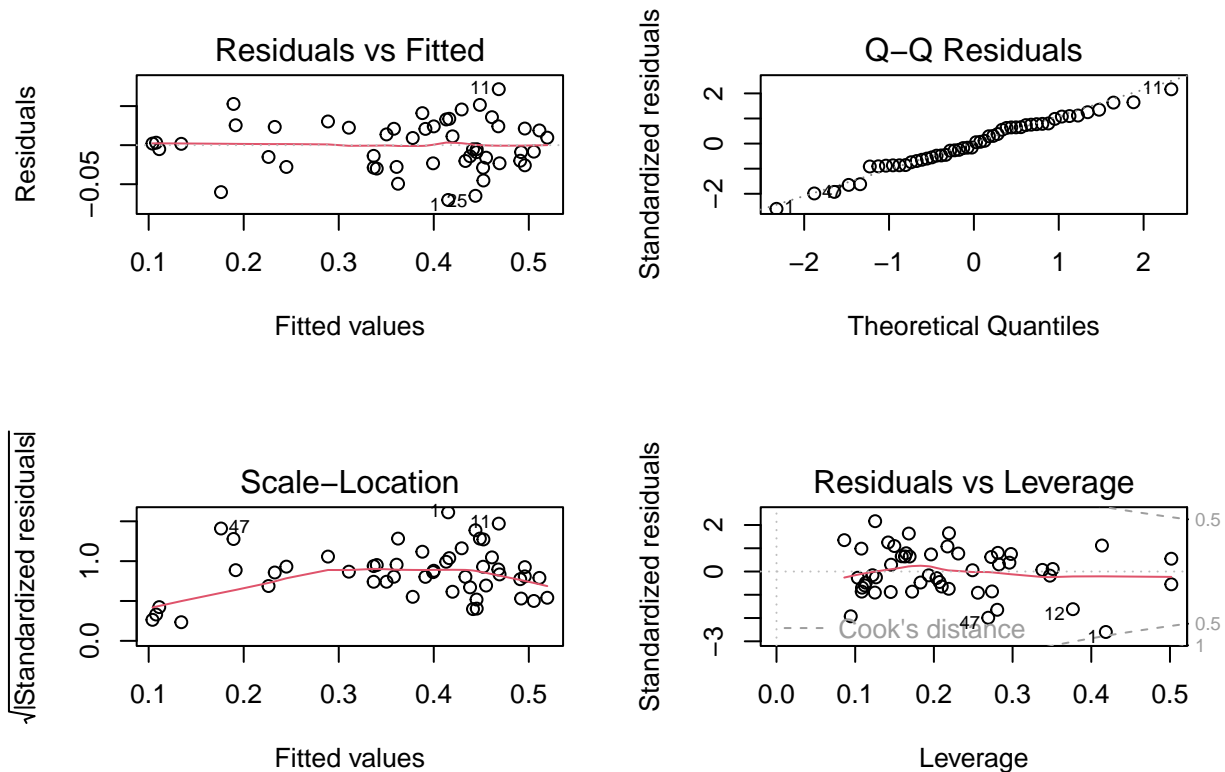 Residuals vs Fitted
Residuals
−0.05
11
1
25
0.1 0.2 0.3 0.4 0.5
Fitted values
Q−Q Residuals
Standardized residuals
2
0
−2
11
47
1
−2 −1 0 1 2
Theoretical Quantiles
Scale−Location
√|Standardized residuals|
1.0
0.0
47
1
11
0.1 0.2 0.3 0.4 0.5
Fitted values
Residuals vs Leverage
Standardized residuals
2
0
−3
0.5
0.5
1
47
12
1
Cook's distance
0.0 0.1 0.2 0.3 0.4 0.5
Leverage